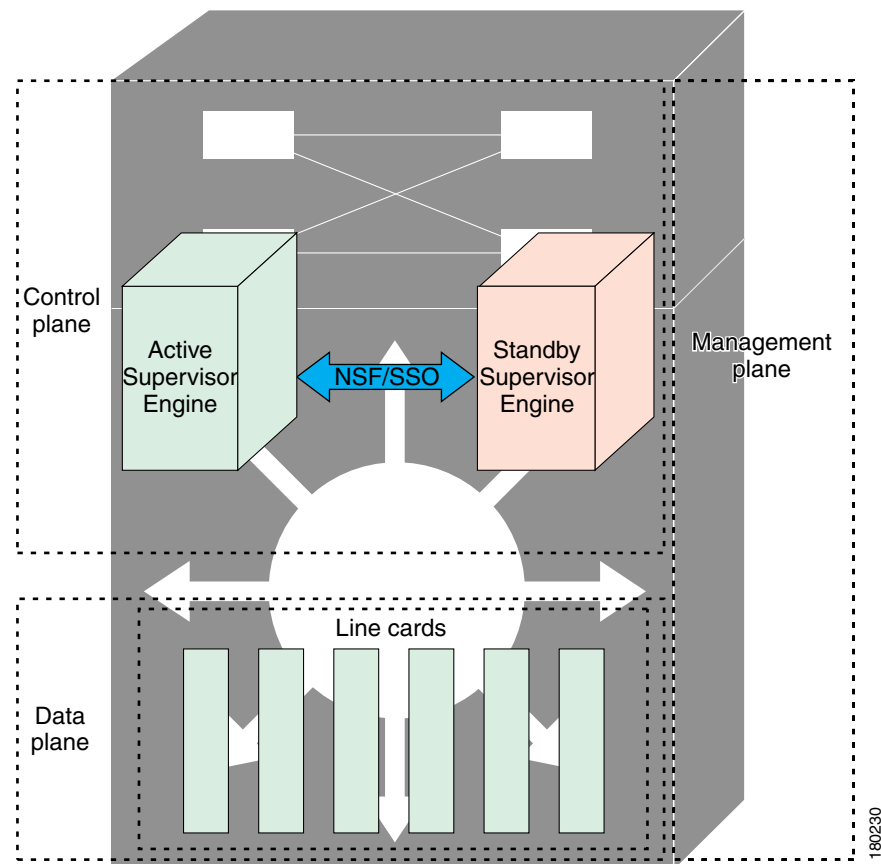 Control
plane
Active
Supervisor
Engine
NSF/SSO
Standby
Supervisor
Engine
Management
plane
Line cards
Data
plane
180230